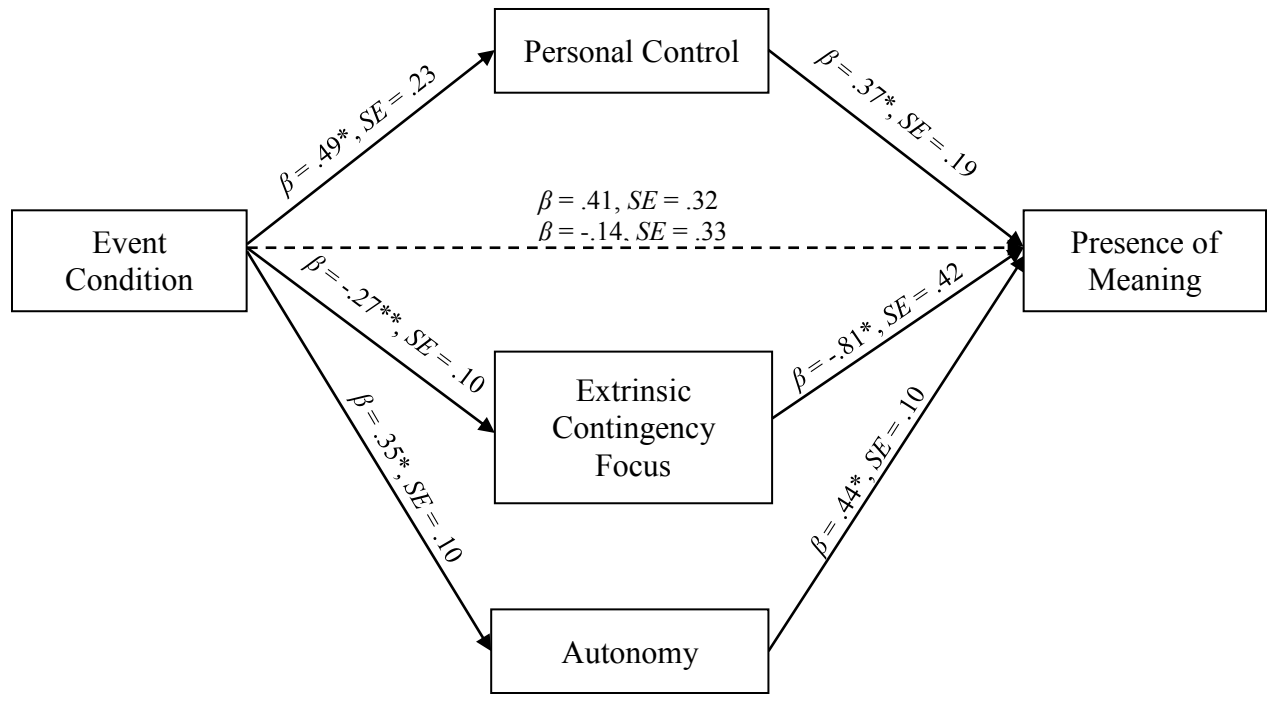 Personal Control
β = .49*, SE = .23
β = .37*, SE = .19
β = .41, SE = .32
β = -.14, SE = .33
Event
Condition
Presence of
Meaning
β = -.27**, SE = .10
β = -.81*, SE = .42
Extrinsic
Contingency
Focus
β = .35*, SE = .10
β = .44*, SE = .10
Autonomy